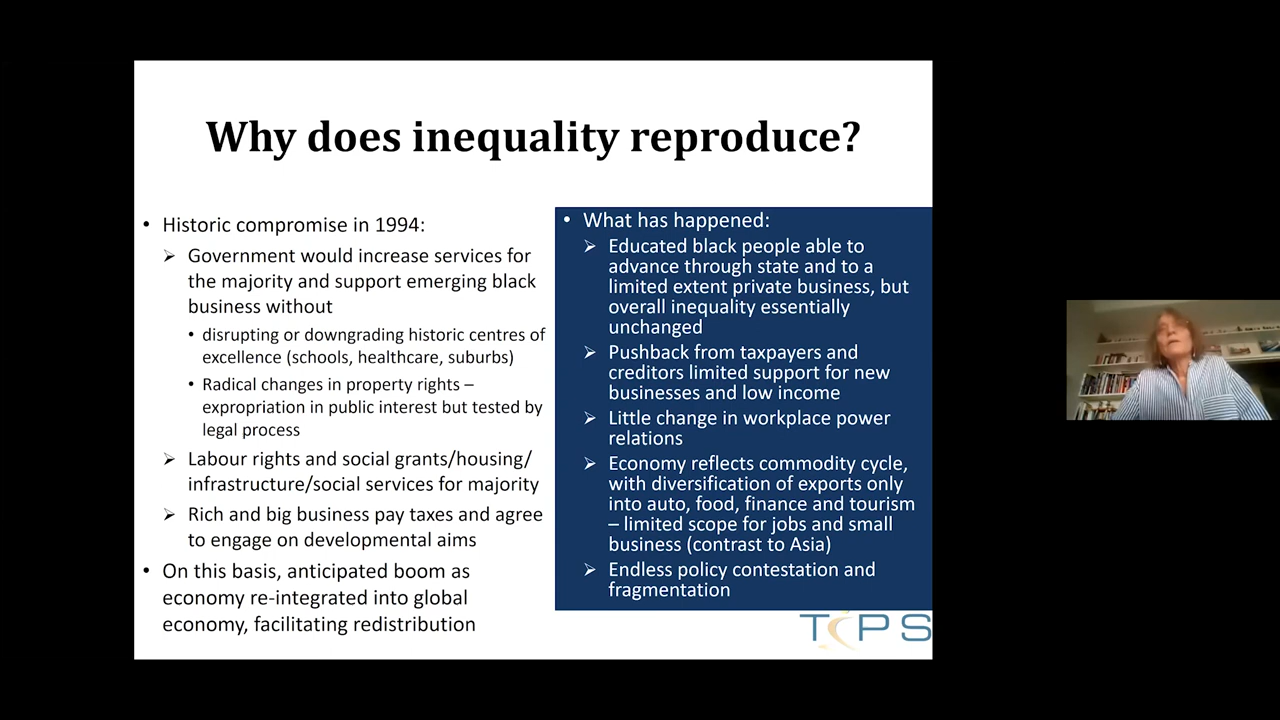 Why does inequality reproduce?
• Historic compromise in 1994:
➢ Government would increase services for
the majority and support emerging black
business without
• disrupting or downgrading historic centres of
excellence (schools, healthcare, suburbs)
• Radical changes in property rights –
expropriation in public interest but tested by
legal process
➢ Labour rights and social grants/housing/
infrastructure/social services for majority
➢ Rich and big business pay taxes and agree
to engage on developmental aims
• On this basis, anticipated boom as
economy re-integrated into global
economy, facilitating redistribution
• What has happened:
➢ Educated black people able to
advance through state and to a
limited extent private business, but
overall inequality essentially
unchanged
➢ Pushback from taxpayers and
creditors limited support for new
businesses and low income
➢ Little change in workplace power
relations
➢ Economy reflects commodity cycle,
with diversification of exports only
into auto, food, finance and tourism
– limited scope for jobs and small
business (contrast to Asia)
➢ Endless policy contestation and
fragmentation
TIPS